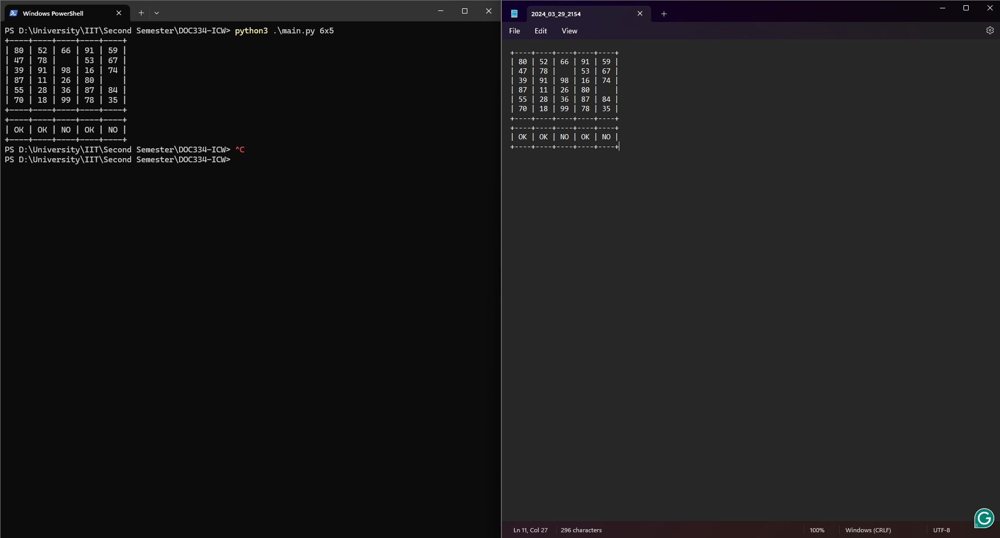 Windows PowerShell
PS D:\University\IIT\Second Semester\DOC334-ICW> python3 .\main.py 6x5
+----+----+----+----+----+
| 80 | 52 | 66 | 91 | 59 |
| 47 | 78 |    | 53 | 67 |
| 39 | 91 | 98 | 16 | 74 |
| 87 | 11 | 26 | 80 |    |
| 55 | 28 | 36 | 87 | 84 |
| 70 | 18 | 99 | 78 | 35 |
+----+----+----+----+----+
+----+----+----+----+----+
| OK | OK | NO | OK | NO |
+----+----+----+----+----+
PS D:\University\IIT\Second Semester\DOC334-ICW> ^C
PS D:\University\IIT\Second Semester\DOC334-ICW>
2024_03_29_2154
File Edit View
+----+----+----+----+----+
| 80 | 52 | 66 | 91 | 59 |
| 47 | 78 |    | 53 | 67 |
| 39 | 91 | 98 | 16 | 74 |
| 87 | 11 | 26 | 80 |    |
| 55 | 28 | 36 | 87 | 84 |
| 70 | 18 | 99 | 78 | 35 |
+----+----+----+----+----+
+----+----+----+----+----+
| OK | OK | NO | OK | NO |
+----+----+----+----+----+
G
Ln 11, Col 27 296 characters 100% Windows (CRLF) UTF-8